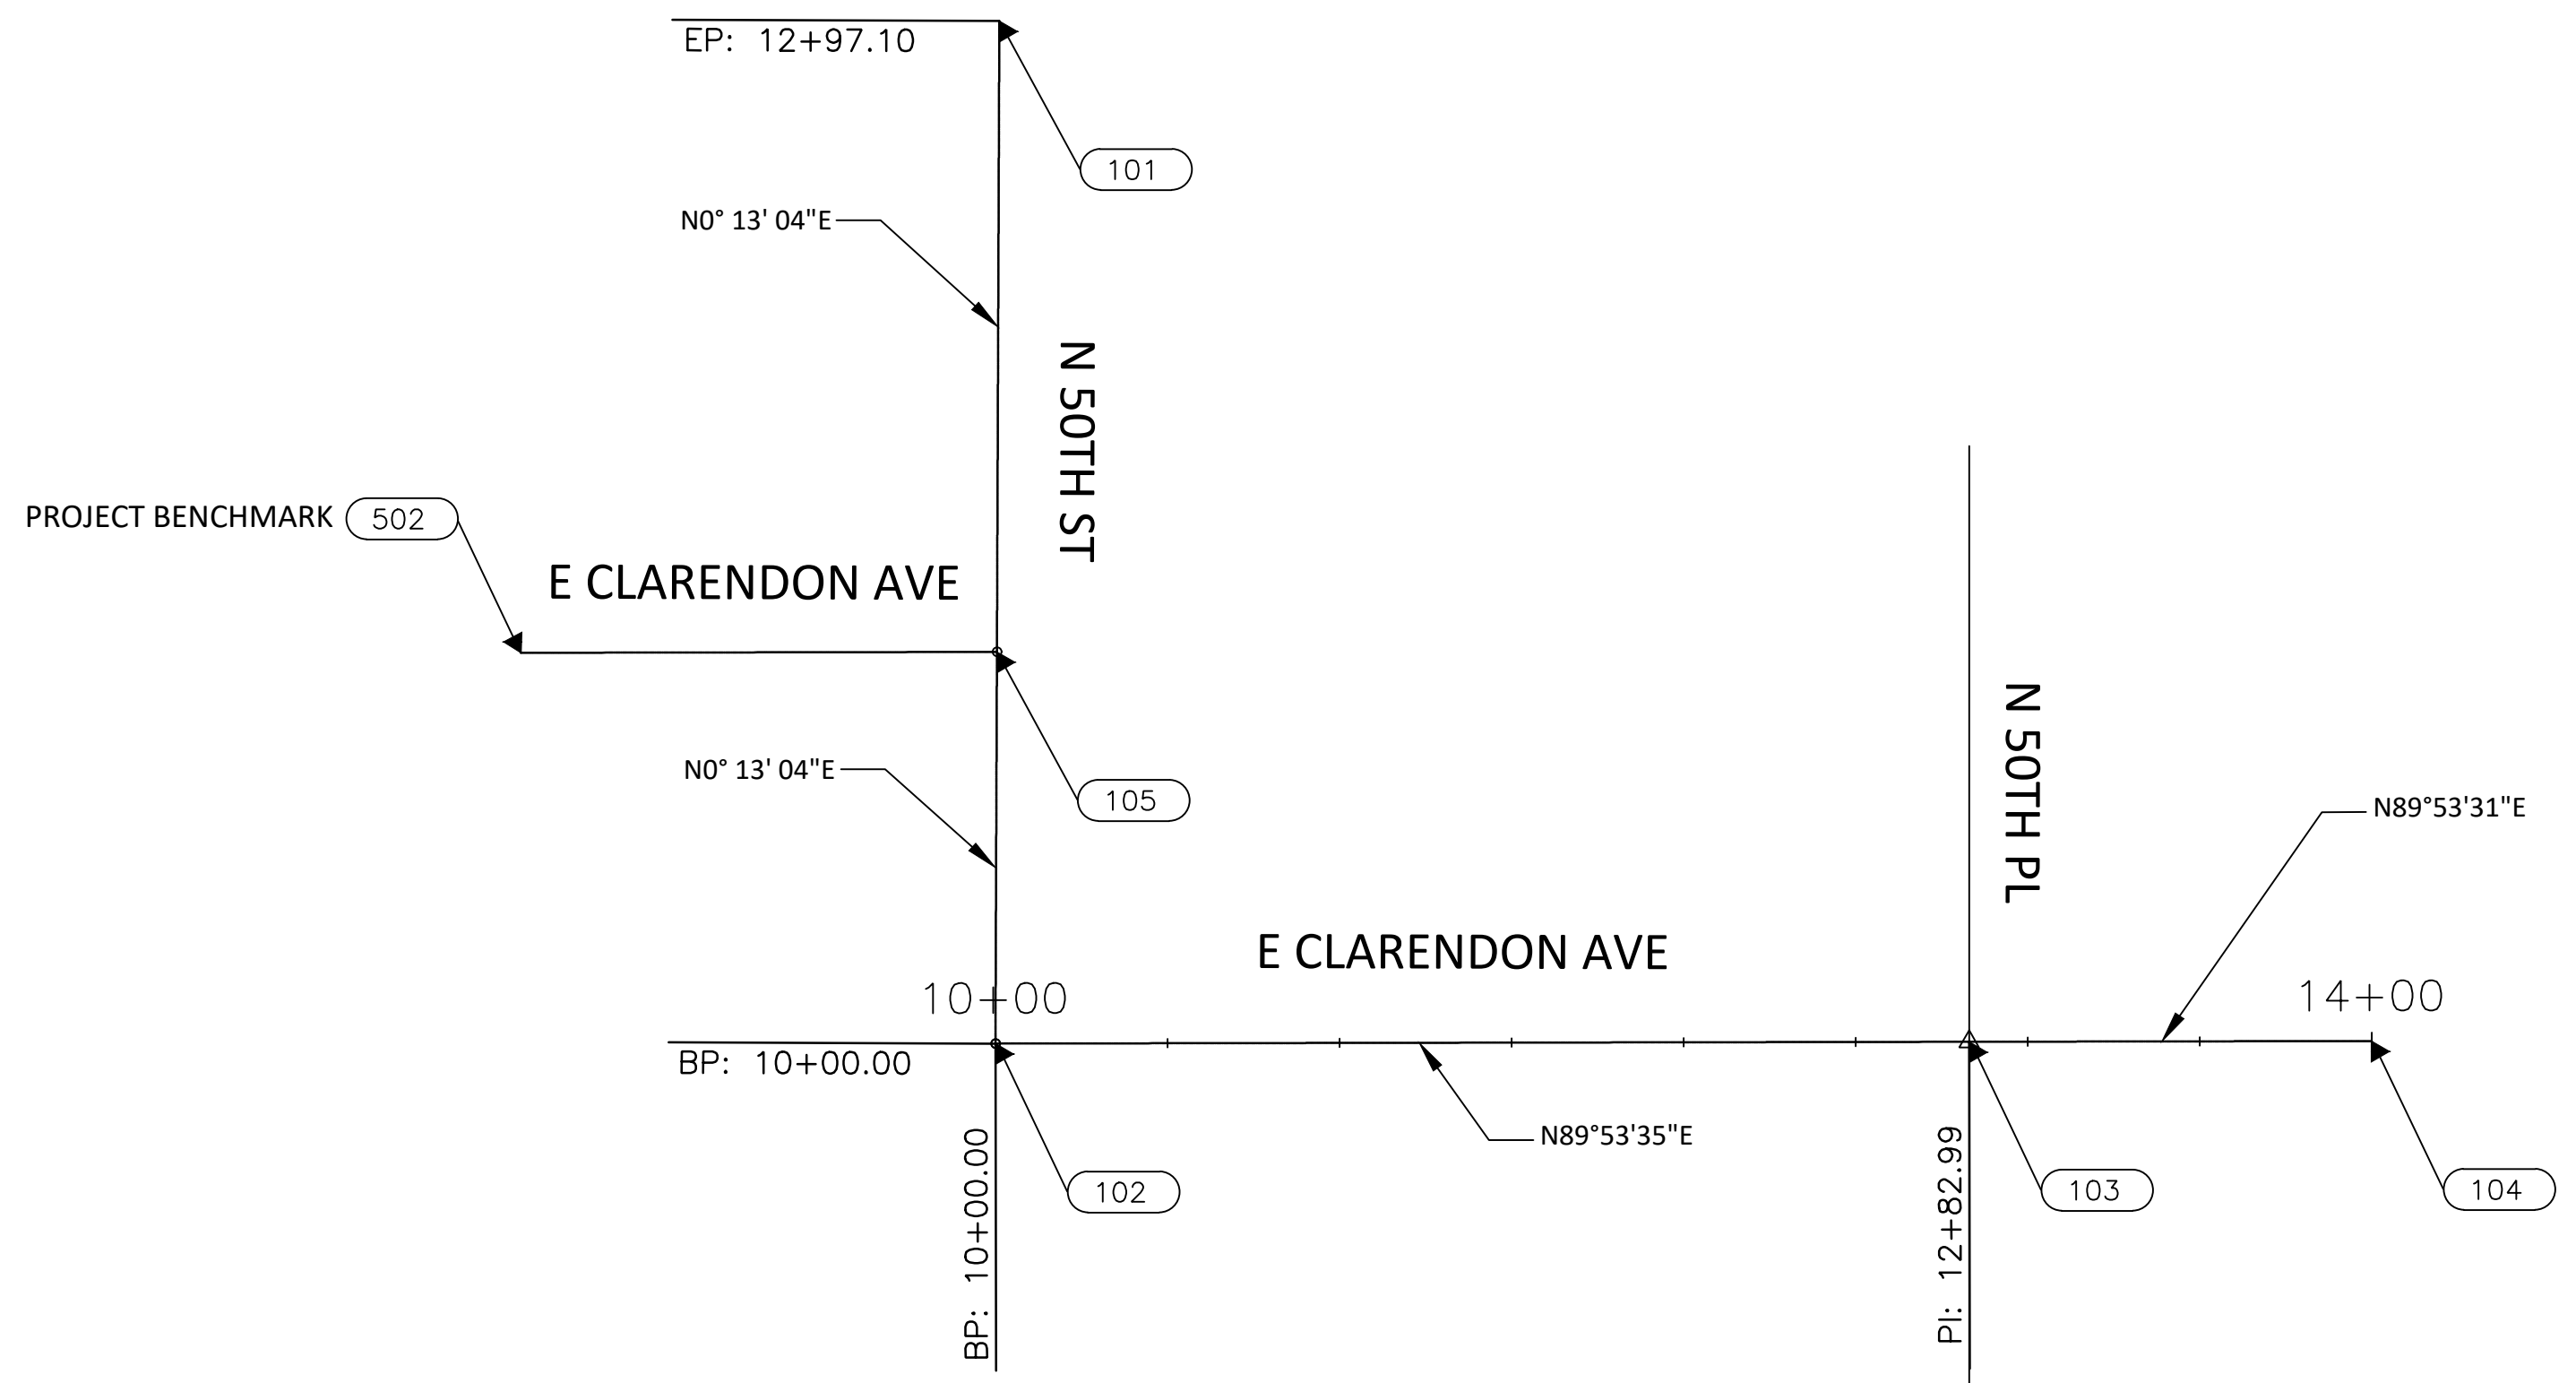 EP: 12+97.10
101
N0° 13' 04"E
N 50TH ST
PROJECT BENCHMARK
502
E CLARENDON AVE
N0° 13' 04"E
105
N 50TH PL
N89°53'31"E
E CLARENDON AVE
10+00
14+00
BP: 10+00.00
BP: 10+00.00
N89°53'35"E
PI: 12+82.99
102
103
104